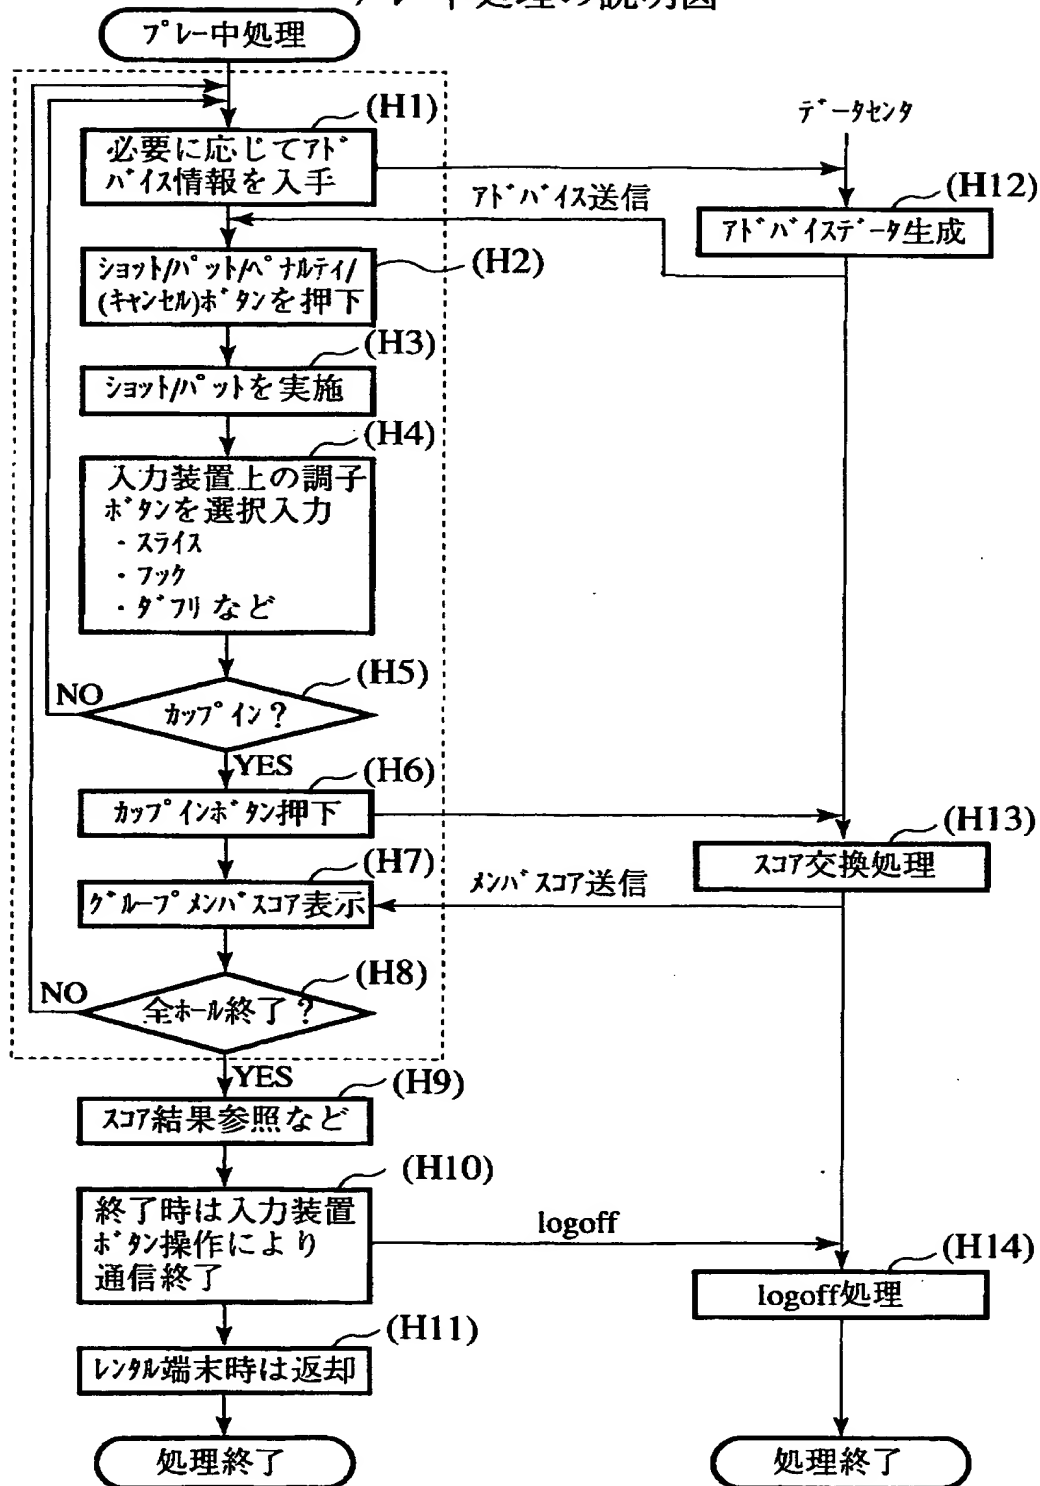 プレー中処理の説明図
プレー中処理
(H1)
必要に応じてアド
バイス情報を入手
データセンタ
(H12)
アドバイスデータ生成
アドバイス送信
(H2)
ショット/パット/ペナルティ/
(キャンセル)ボタンを押下
(H3)
ショット/パットを実施
(H4)
入力装置上の調子
ボタンを選択入力
・スライス
・フック
・ダフリなど
(H5)
カップイン?
NO
YES
(H6)
カップインボタン押下
(H13)
スコア交換処理
(H7)
グループメンバスコア表示
メンバスコア送信
(H8)
全ホール終了?
NO
YES
(H9)
スコア結果参照など
(H10)
終了時は入力装置
ボタン操作により
通信終了
logoff
(H14)
logoff処理
(H11)
レンタル端末時は返却
処理終了
処理終了